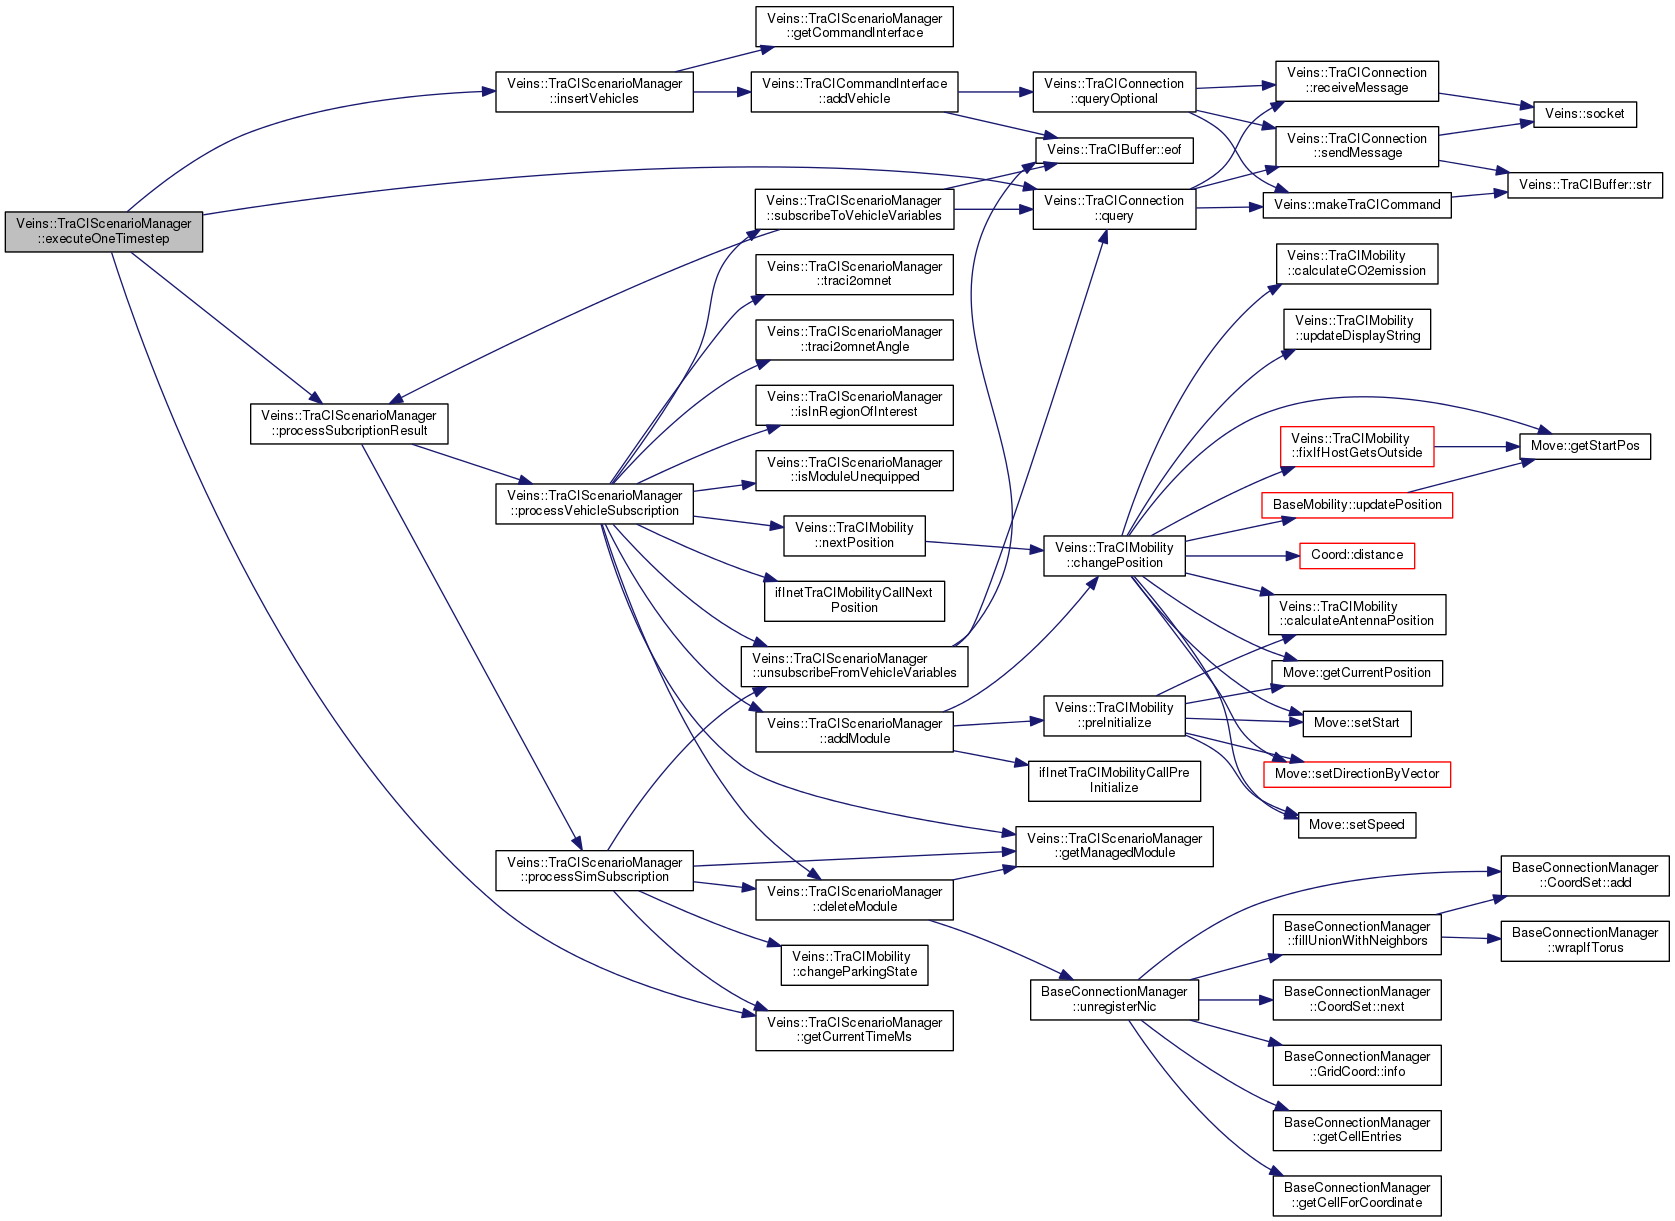 Veins::TraCIScenarioManager
::executeOneTimestep
Veins::TraCIScenarioManager
::processSubcriptionResult
Veins::TraCIScenarioManager
::insertVehicles
Veins::TraCIScenarioManager
::processVehicleSubscription
Veins::TraCIScenarioManager
::processSimSubscription
Veins::TraCIScenarioManager
::getCommandInterface
Veins::TraCICommandInterface
::addVehicle
Veins::TraCIScenarioManager
::subscribeToVehicleVariables
Veins::TraCIScenarioManager
::traci2omnet
Veins::TraCIScenarioManager
::traci2omnetAngle
Veins::TraCIScenarioManager
::isInRegionOfInterest
Veins::TraCIScenarioManager
::isModuleUnequipped
Veins::TraCIMobility
::nextPosition
ifInetTraCIMobilityCallNext
Position
Veins::TraCIScenarioManager
::unsubscribeFromVehicleVariables
Veins::TraCIScenarioManager
::addModule
Veins::TraCIScenarioManager
::deleteModule
Veins::TraCIMobility
::changeParkingState
Veins::TraCIScenarioManager
::getCurrentTimeMs
Veins::TraCIConnection
::queryOptional
Veins::TraCIBuffer::eof
Veins::TraCIConnection
::query
Veins::TraCIMobility
::changePosition
Veins::TraCIMobility
::preInitialize
ifInetTraCIMobilityCallPre
Initialize
Veins::TraCIScenarioManager
::getManagedModule
BaseConnectionManager
::unregisterNic
Veins::TraCIConnection
::receiveMessage
Veins::TraCIConnection
::sendMessage
Veins::makeTraCICommand
Veins::TraCIMobility
::calculateCO2emission
Veins::TraCIMobility
::updateDisplayString
Veins::TraCIMobility
::fixIfHostGetsOutside
BaseMobility::updatePosition
Coord::distance
Veins::TraCIMobility
::calculateAntennaPosition
Move::getCurrentPosition
Move::setStart
Move::setDirectionByVector
Move::setSpeed
BaseConnectionManager
::fillUnionWithNeighbors
BaseConnectionManager
::CoordSet::next
BaseConnectionManager
::GridCoord::info
BaseConnectionManager
::getCellEntries
BaseConnectionManager
::getCellForCoordinate
Veins::socket
Veins::TraCIBuffer::str
Move::getStartPos
BaseConnectionManager
::CoordSet::add
BaseConnectionManager
::wrapIfTorus